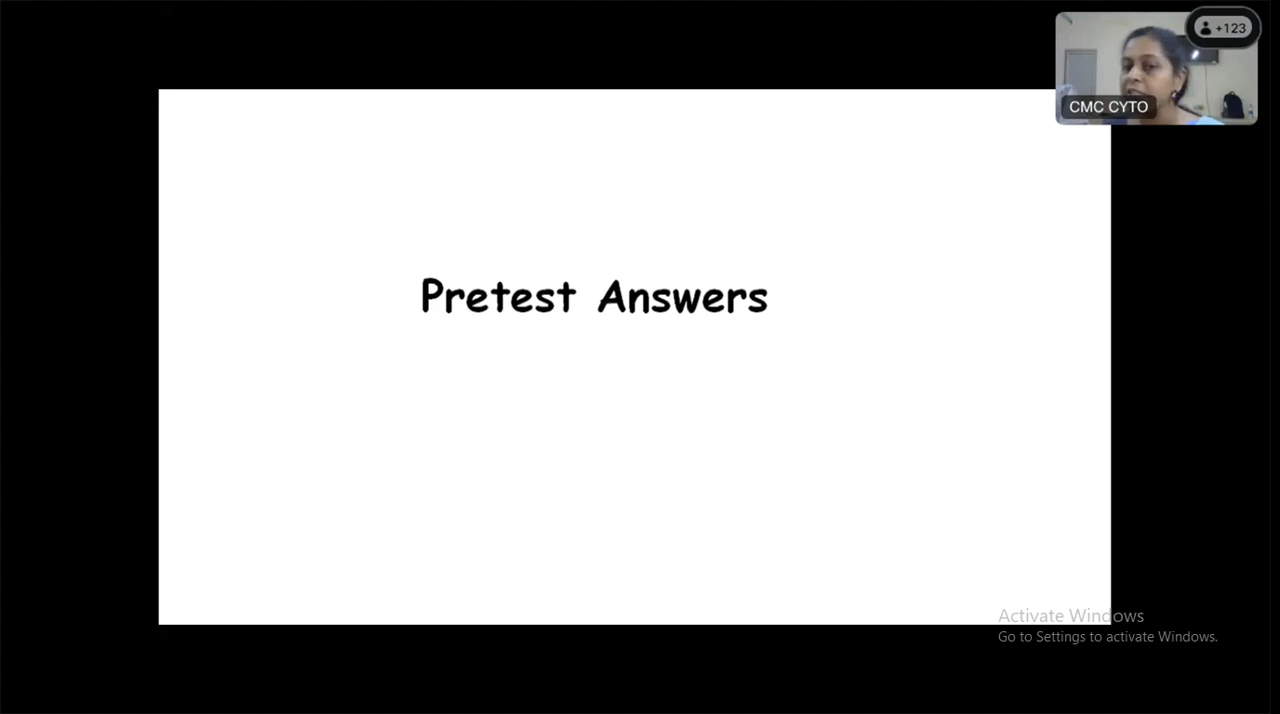 +123
CMC CYTO
Pretest Answers
Activate Windows
Go to Settings to activate Windows.